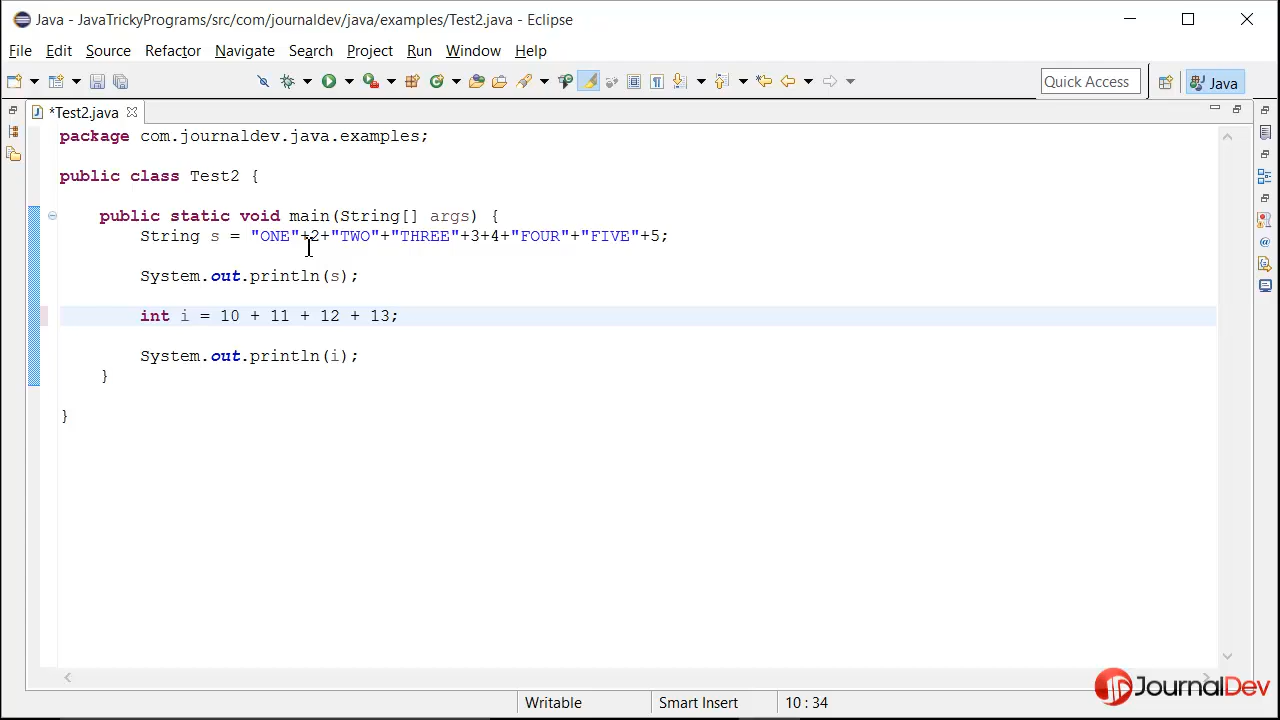 Java - JavaTrickyPrograms/src/com/journaldev/java/examples/Test2.java - Eclipse
File Edit Source Refactor Navigate Search Project Run Window Help
Quick Access Java
*Test2.java
package com.journaldev.java.examples;
public class Test2 {
public static void main(String[] args) {
String s = "ONE"+2+"TWO"+"THREE"+3+4+"FOUR"+"FIVE"+5;
System.out.println(s);
int i = 10 + 11 + 12 + 13;
System.out.println(i);
}
}
JournalDev
Writable Smart Insert 10 : 34